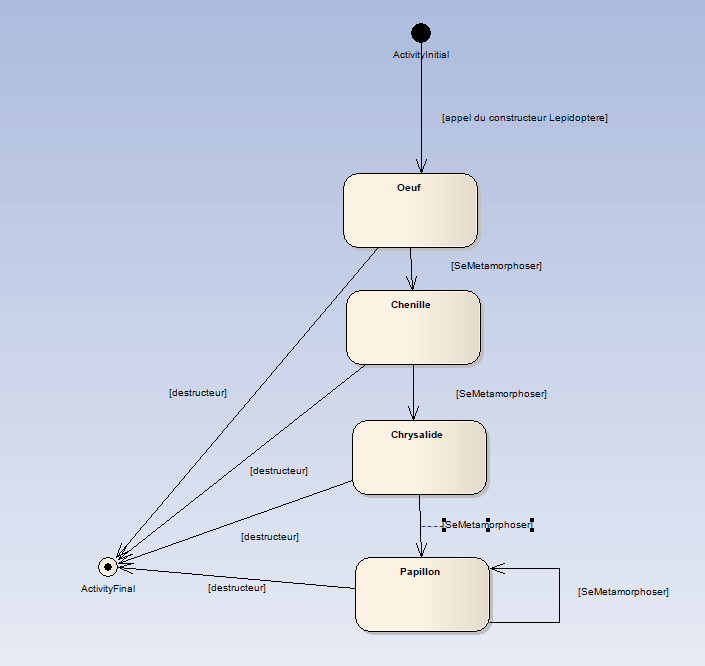 ActivityInitial
[appel du constructeur Lepidoptere]
Oeuf
[SeMetamorphoser]
Chenille
[destructeur]
[SeMetamorphoser]
Chrysalide
[destructeur]
[SeMetamorphoser]
[destructeur]
Papillon
ActivityFinal
[destructeur]
[SeMetamorphoser]